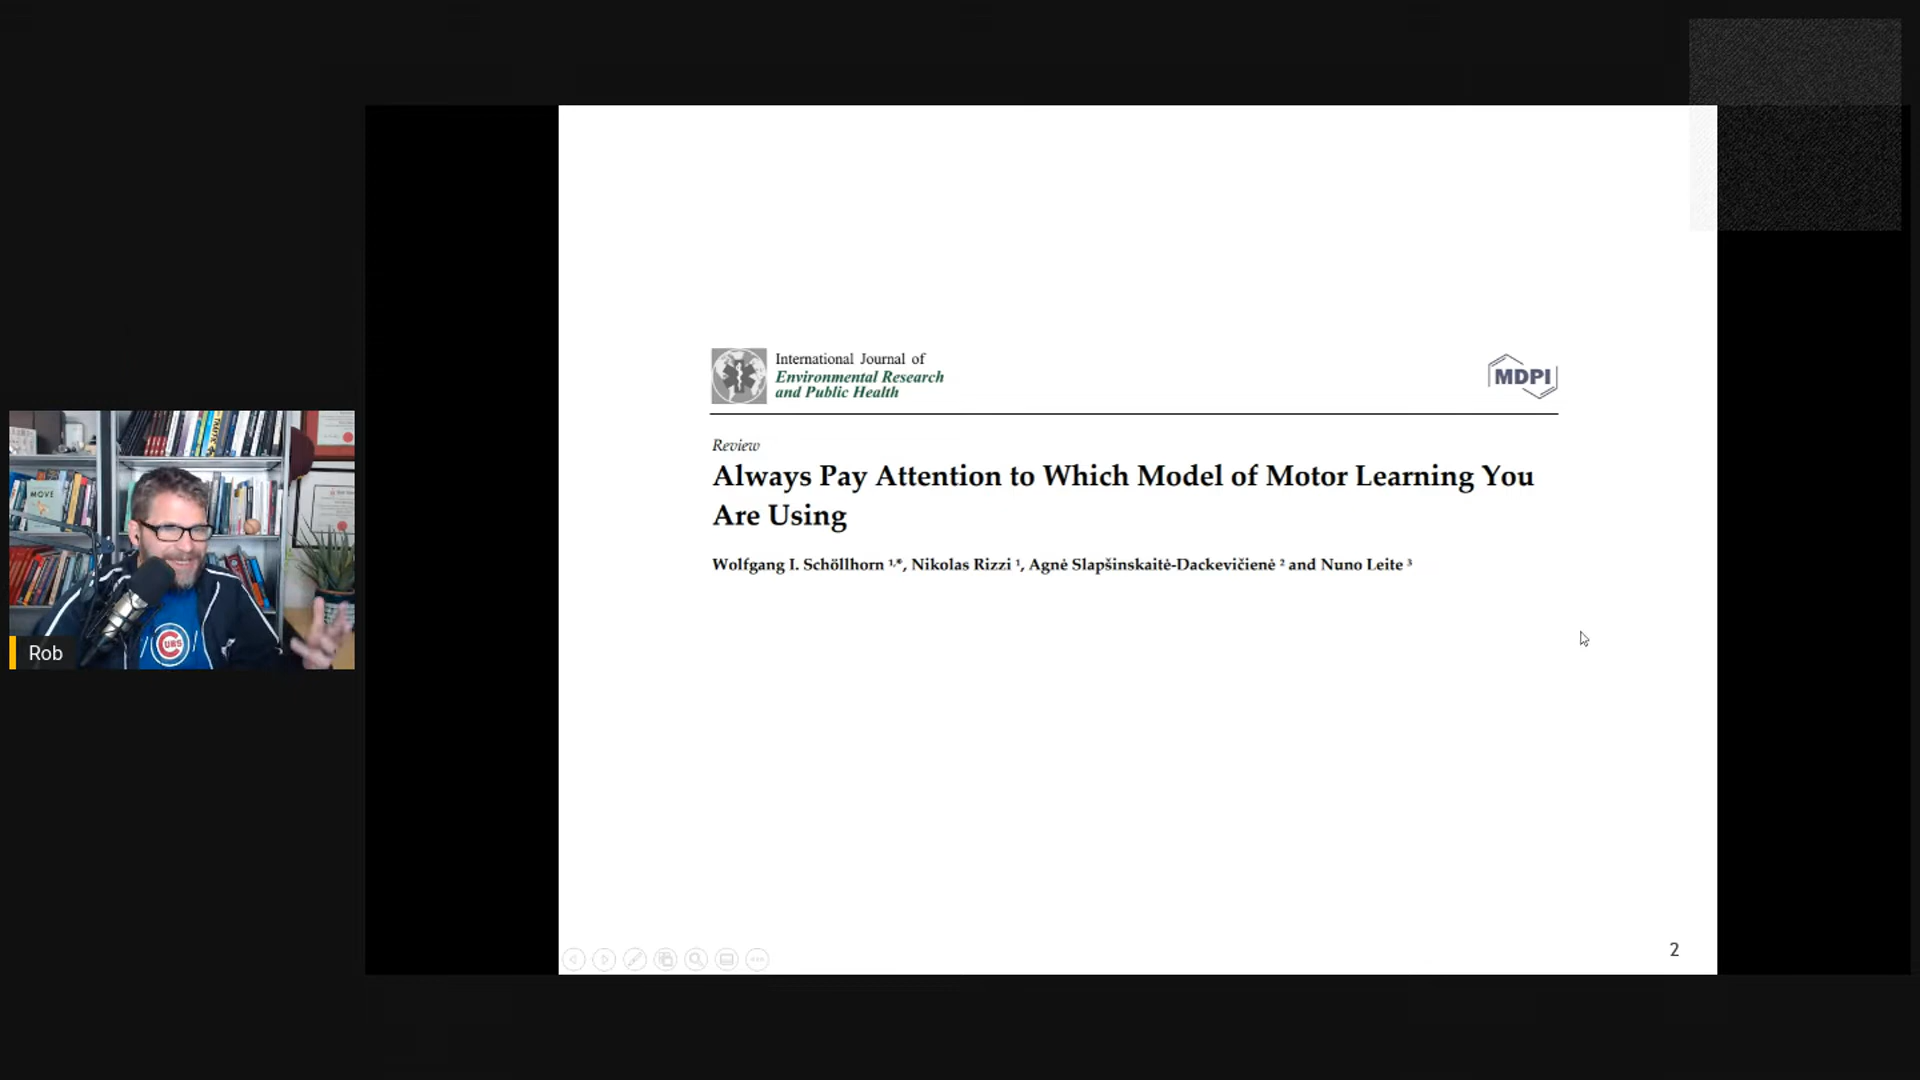 International Journal of
Environmental Research
and Public Health
MDPI
Review
Always Pay Attention to Which Model of Motor Learning You
Are Using
Wolfgang I. Schöllhorn ¹,*, Nikolas Rizzi ¹, Agnė Slapšinskaitė-Dackevičienė ² and Nuno Leite ³
MOVE
CUBS
Rob
2